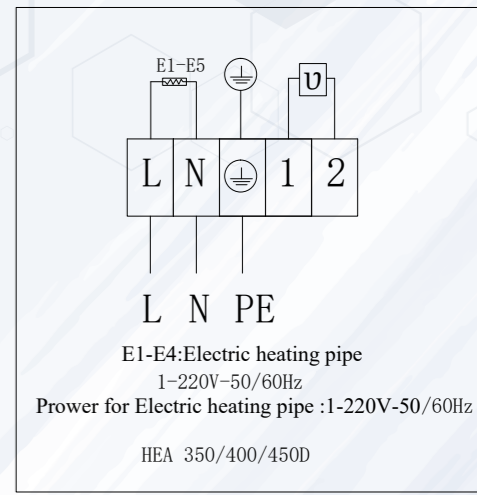 E1-E5
υ
L N 1 2
L N PE
E1-E4:Electric heating pipe
1-220V-50/60Hz
Prower for Electric heating pipe :1-220V-50/60Hz
HEA 350/400/450D